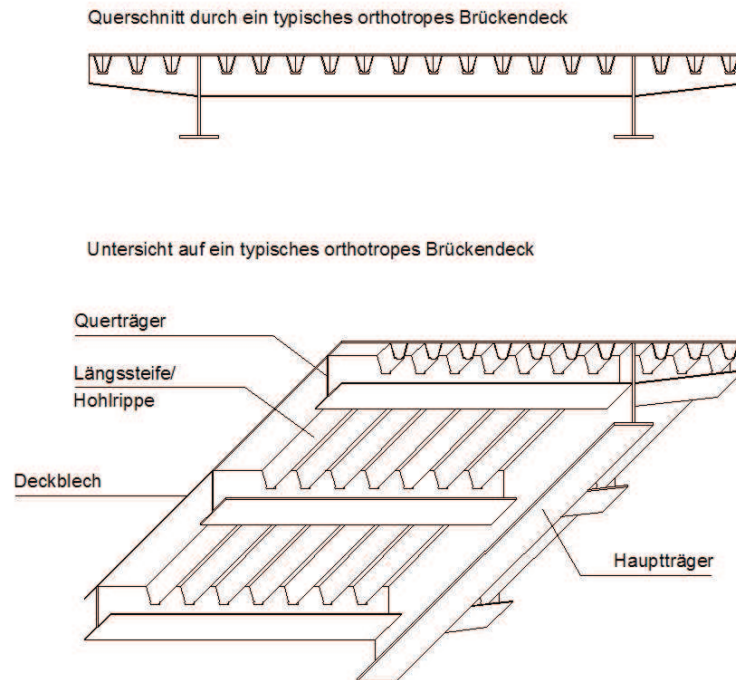 Querschnitt durch ein typisches orthotropes Brückendeck
Untersicht auf ein typisches orthotropes Brückendeck
Querträger
Längssteife/
Hohlrippe
Deckblech
Hauptträger